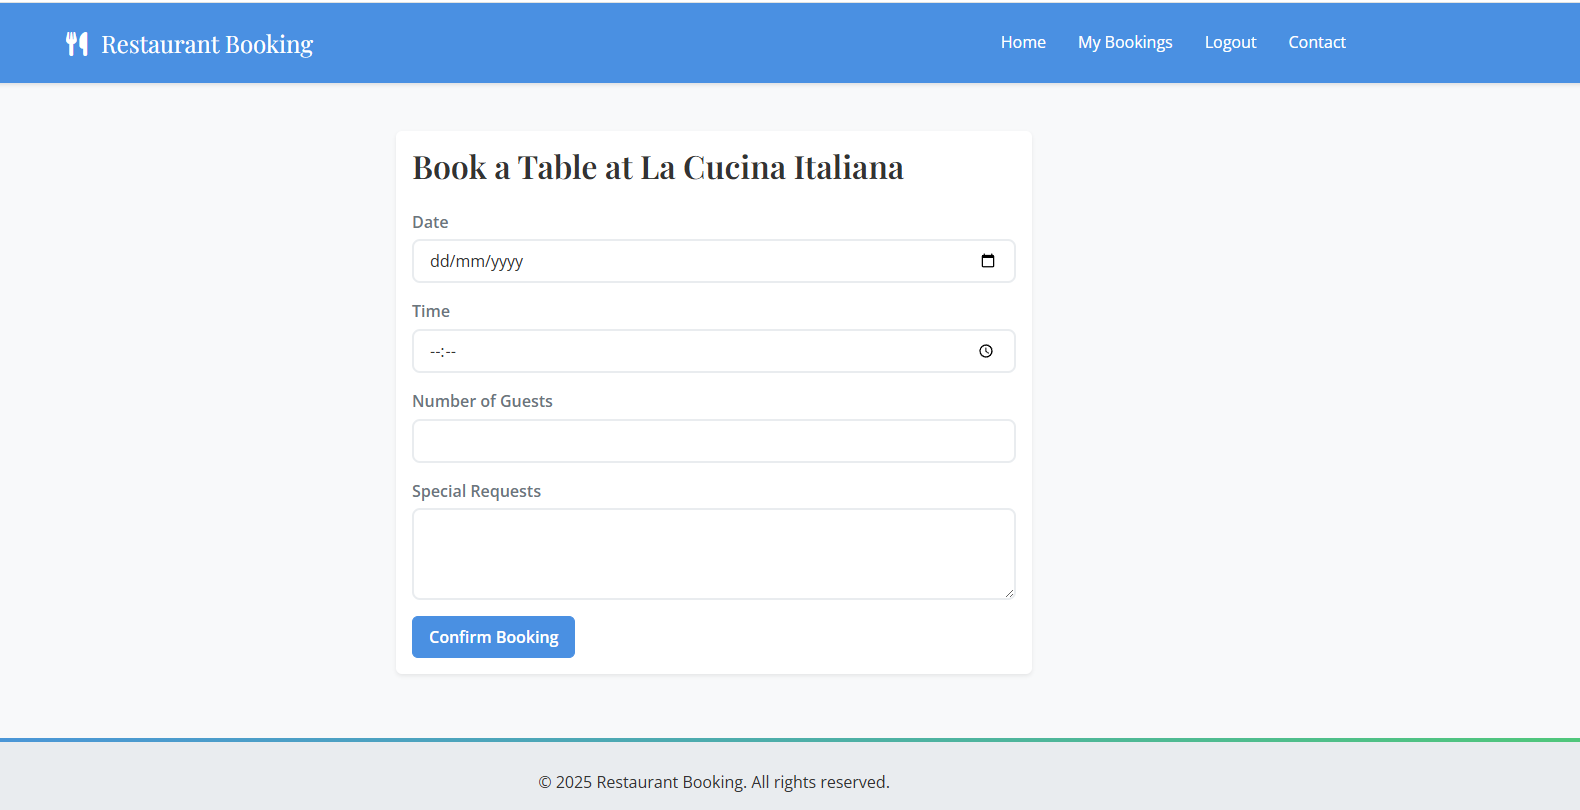 Restaurant Booking
Home My Bookings Logout Contact
Book a Table at La Cucina Italiana
Date
dd/mm/yyyy
Time
--:--
Number of Guests
Special Requests
Confirm Booking
© 2025 Restaurant Booking. All rights reserved.